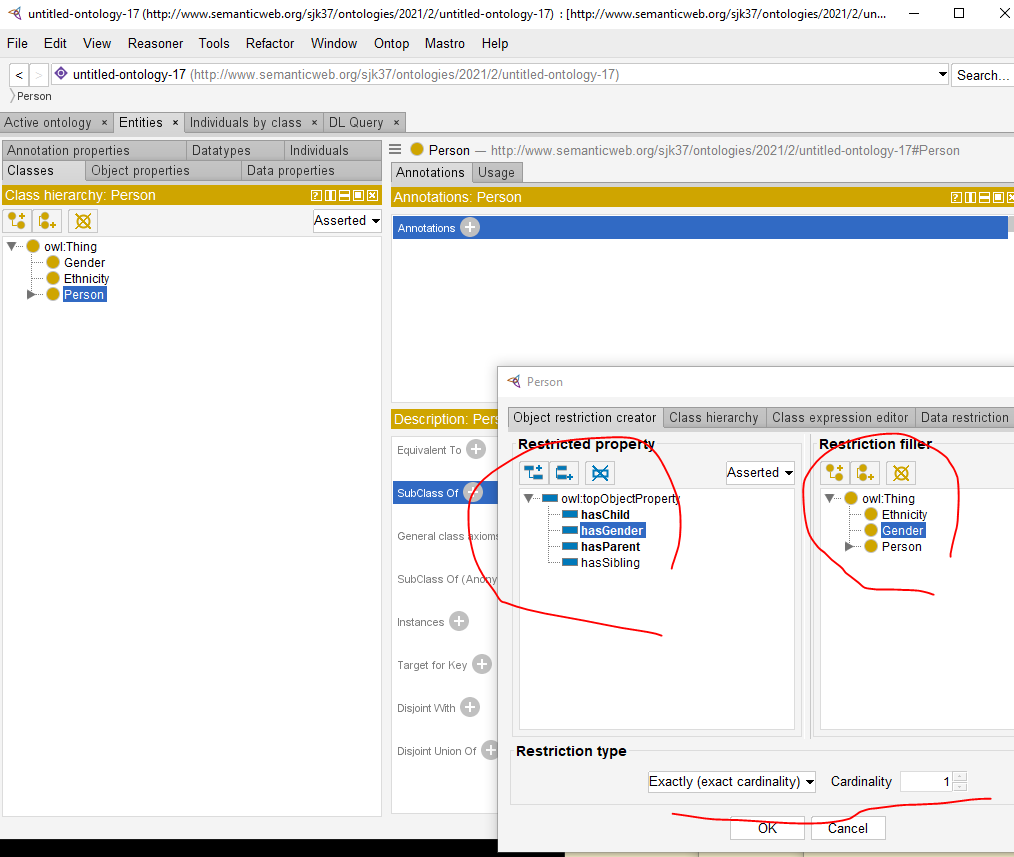 untitled-ontology-17 (http://www.semanticweb.org/sjk37/ontologies/2021/2/untitled-ontology-17) : [http://www.semanticweb.org/sjk37/ontologies/2021/2/un...
File Edit View Reasoner Tools Refactor Window Ontop Mastro Help
< > untitled-ontology-17 (http://www.semanticweb.org/sjk37/ontologies/2021/2/untitled-ontology-17) Search...
Person
Active ontology × Entities × Individuals by class × DL Query ×
Annotation properties Datatypes Individuals
Classes Object properties Data properties
Class hierarchy: Person
Asserted
owl:Thing
Gender
Ethnicity
Person
Person — http://www.semanticweb.org/sjk37/ontologies/2021/2/untitled-ontology-17#Person
Annotations Usage
Annotations: Person
Annotations
Description: Pers
Equivalent To
SubClass Of
General class axioms
SubClass Of (Anony
Instances
Target for Key
Disjoint With
Disjoint Union Of
Person
Object restriction creator Class hierarchy Class expression editor Data restriction
Restricted property
Asserted
owl:topObjectProperty
hasChild
hasGender
hasParent
hasSibling
Restriction filler
owl:Thing
Ethnicity
Gender
Person
Restriction type
Exactly (exact cardinality) Cardinality 1
OK Cancel